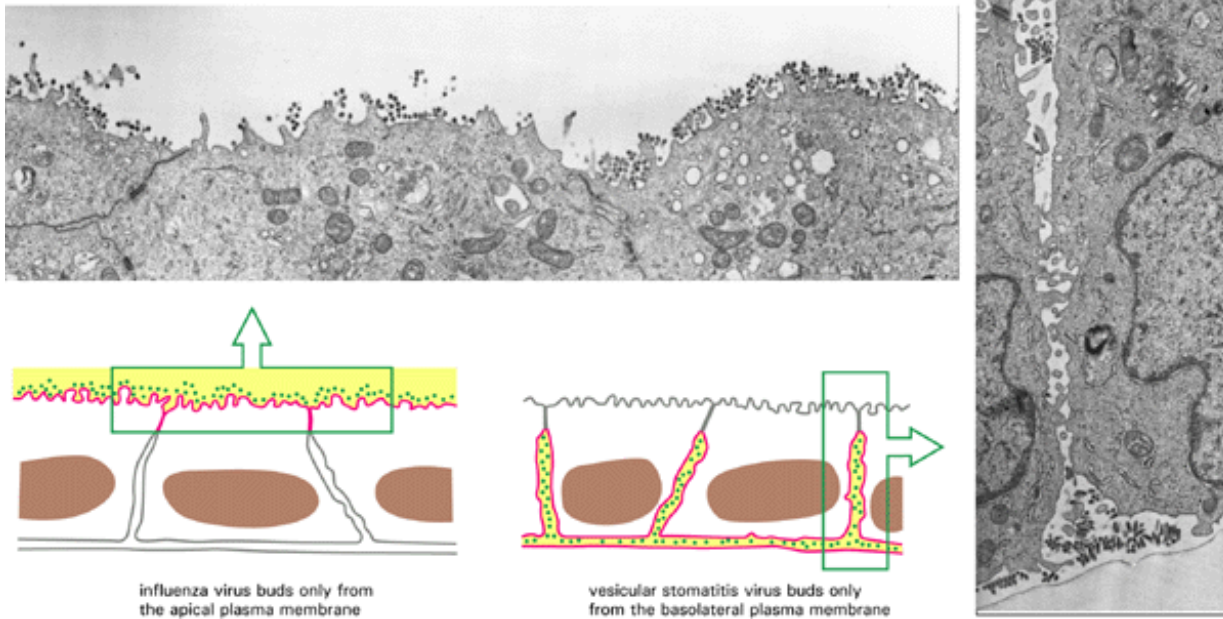 influenza virus buds only from
the apical plasma membrane
vesicular stomatitis virus buds only
from the basolateral plasma membrane